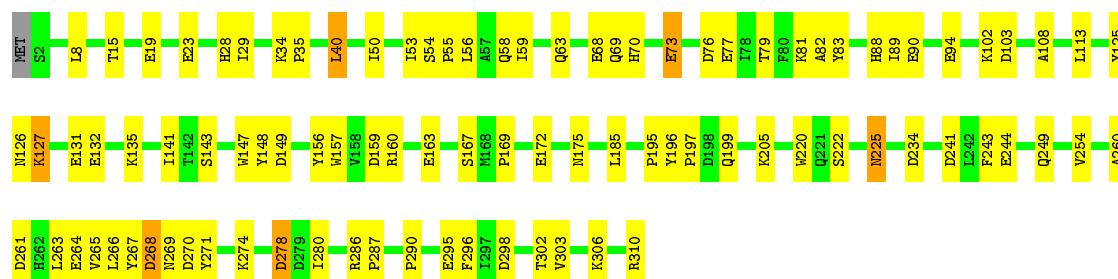 MET S2 L8 T15 E19 E23 H28 I29 K34 P35 L40 I50 I53 S54 P55 L56 A57 Q58 I59 Q63 E68 Q69 H70 E73 D76 E77 I78 T79 F80 K81 A82 Y83 H88 I89 E90 E94 K102 D103 A108 L113 Y125
N126 K127 E131 E132 K135 I141 T142 S143 W147 Y148 D149 Y156 W157 V158 D159 R160 E163 S167 M168 P169 E172 N175 L185 P195 Y196 P197 D198 Q199 K205 W220 Q221 S222 N225 D234 D241 L242 F243 E244 Q249 V254 A260
D261 H262 L263 E264 V265 L266 Y267 D268 N269 D270 Y271 K274 D278 D279 I280 R286 P287 P290 E295 F296 I297 D298 T302 V303 K306 R310